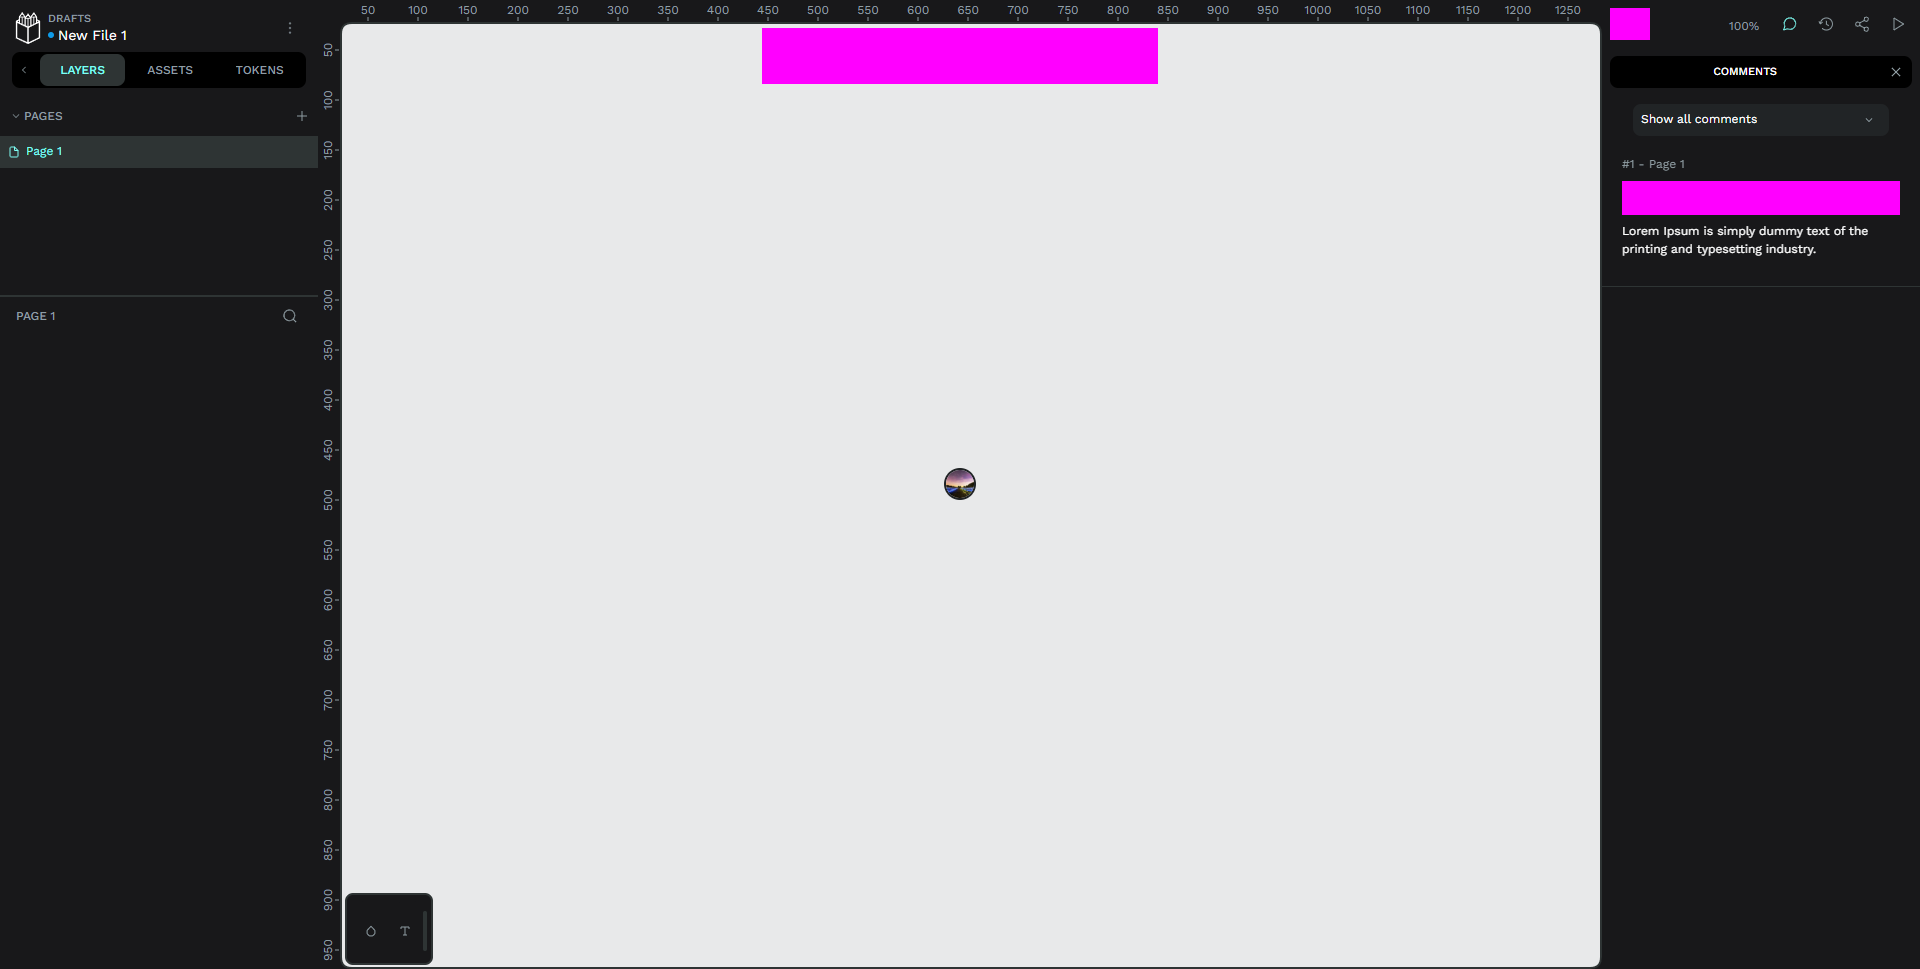 DRAFTS
New File 1
LAYERS ASSETS TOKENS
PAGES
Page 1
PAGE 1
50 100 150 200 250 300 350 400 450 500 550 600 650 700 750 800 850 900 950 1000 1050 1100 1150 1200 1250
50
100
150
200
250
300
350
400
450
500
550
600
650
700
750
800
850
900
950
100%
COMMENTS
Show all comments
#1 - Page 1
Lorem Ipsum is simply dummy text of the
printing and typesetting industry.